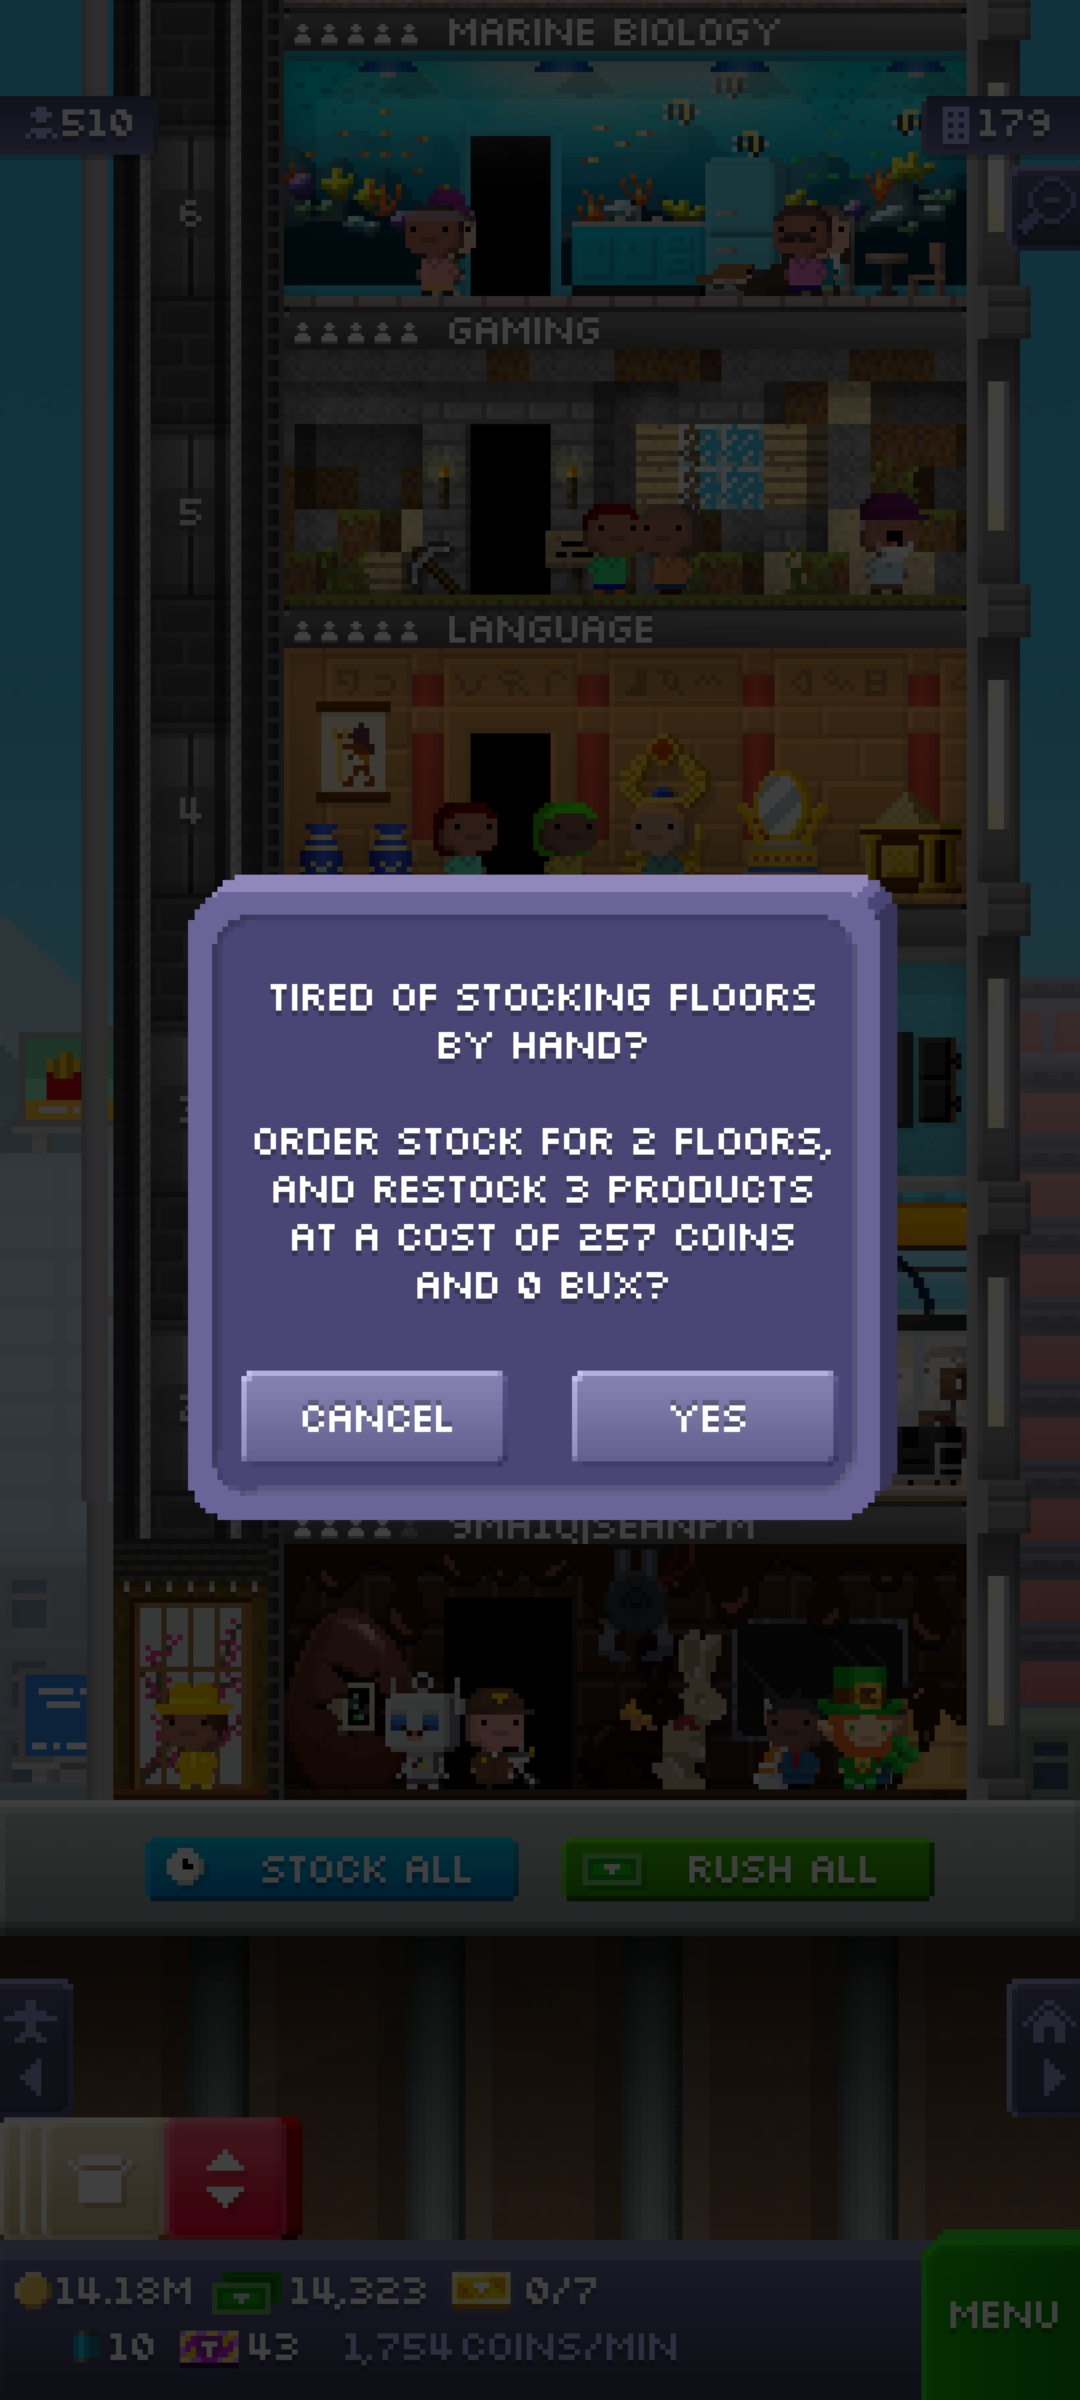 MARINE BIOLOGY
510
179
6
GAMING
5
LANGUAGE
4
TIRED OF STOCKING FLOORS
BY HAND?
ORDER STOCK FOR 2 FLOORS,
AND RESTOCK 3 PRODUCTS
AT A COST OF 257 COINS
AND 0 BUX?
CANCEL
YES
STOCK ALL
RUSH ALL
14.18M
14,323
0/7
10
43
1,754 COINS/MIN
MENU